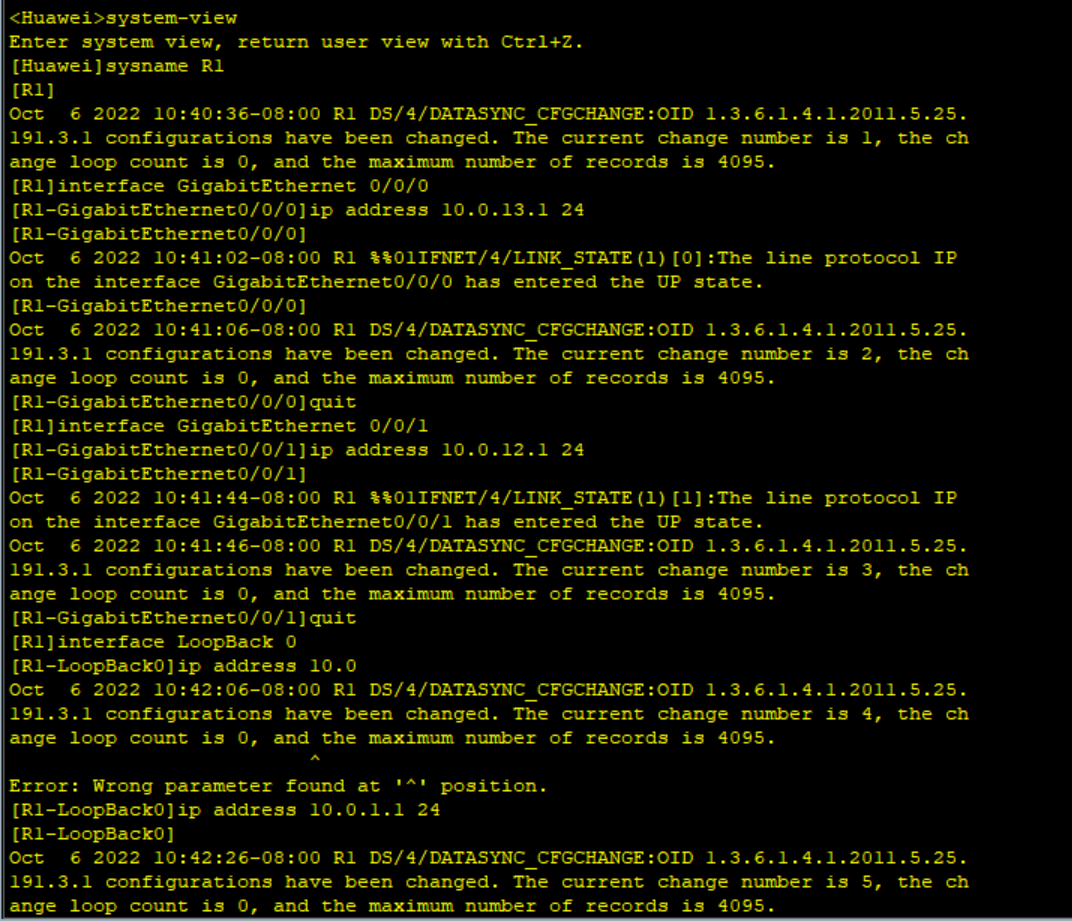 <Huawei>system-view
Enter system view, return user view with Ctrl+Z.
[Huawei]sysname R1
[R1]
Oct  6 2022 10:40:36-08:00 R1 DS/4/DATASYNC_CFGCHANGE:OID 1.3.6.1.4.1.2011.5.25.
191.3.1 configurations have been changed. The current change number is 1, the ch
ange loop count is 0, and the maximum number of records is 4095.
[R1]interface GigabitEthernet 0/0/0
[R1-GigabitEthernet0/0/0]ip address 10.0.13.1 24
[R1-GigabitEthernet0/0/0]
Oct  6 2022 10:41:02-08:00 R1 %%01IFNET/4/LINK_STATE(l)[0]:The line protocol IP
on the interface GigabitEthernet0/0/0 has entered the UP state.
[R1-GigabitEthernet0/0/0]
Oct  6 2022 10:41:06-08:00 R1 DS/4/DATASYNC_CFGCHANGE:OID 1.3.6.1.4.1.2011.5.25.
191.3.1 configurations have been changed. The current change number is 2, the ch
ange loop count is 0, and the maximum number of records is 4095.
[R1-GigabitEthernet0/0/0]quit
[R1]interface GigabitEthernet 0/0/1
[R1-GigabitEthernet0/0/1]ip address 10.0.12.1 24
[R1-GigabitEthernet0/0/1]
Oct  6 2022 10:41:44-08:00 R1 %%01IFNET/4/LINK_STATE(l)[1]:The line protocol IP
on the interface GigabitEthernet0/0/1 has entered the UP state.
Oct  6 2022 10:41:46-08:00 R1 DS/4/DATASYNC_CFGCHANGE:OID 1.3.6.1.4.1.2011.5.25.
191.3.1 configurations have been changed. The current change number is 3, the ch
ange loop count is 0, and the maximum number of records is 4095.
[R1-GigabitEthernet0/0/1]quit
[R1]interface LoopBack 0
[R1-LoopBack0]ip address 10.0
Oct  6 2022 10:42:06-08:00 R1 DS/4/DATASYNC_CFGCHANGE:OID 1.3.6.1.4.1.2011.5.25.
191.3.1 configurations have been changed. The current change number is 4, the ch
ange loop count is 0, and the maximum number of records is 4095.
                         ^
Error: Wrong parameter found at '^' position.
[R1-LoopBack0]ip address 10.0.1.1 24
[R1-LoopBack0]
Oct  6 2022 10:42:26-08:00 R1 DS/4/DATASYNC_CFGCHANGE:OID 1.3.6.1.4.1.2011.5.25.
191.3.1 configurations have been changed. The current change number is 5, the ch
ange loop count is 0, and the maximum number of records is 4095.